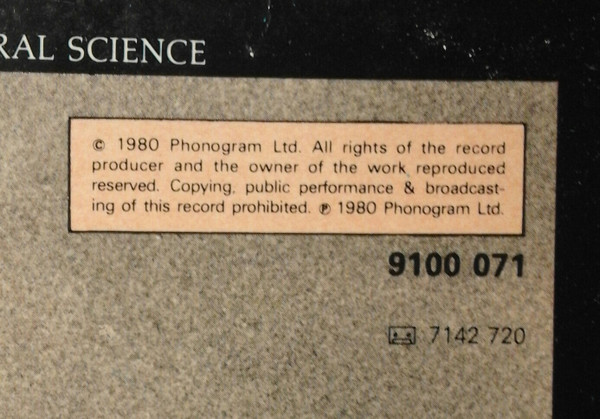 RAL SCIENCE
© 1980 Phonogram Ltd. All rights of the record
producer and the owner of the work reproduced
reserved. Copying, public performance & broadcast-
ing of this record prohibited. ℗ 1980 Phonogram Ltd.
9100 071
7142 720